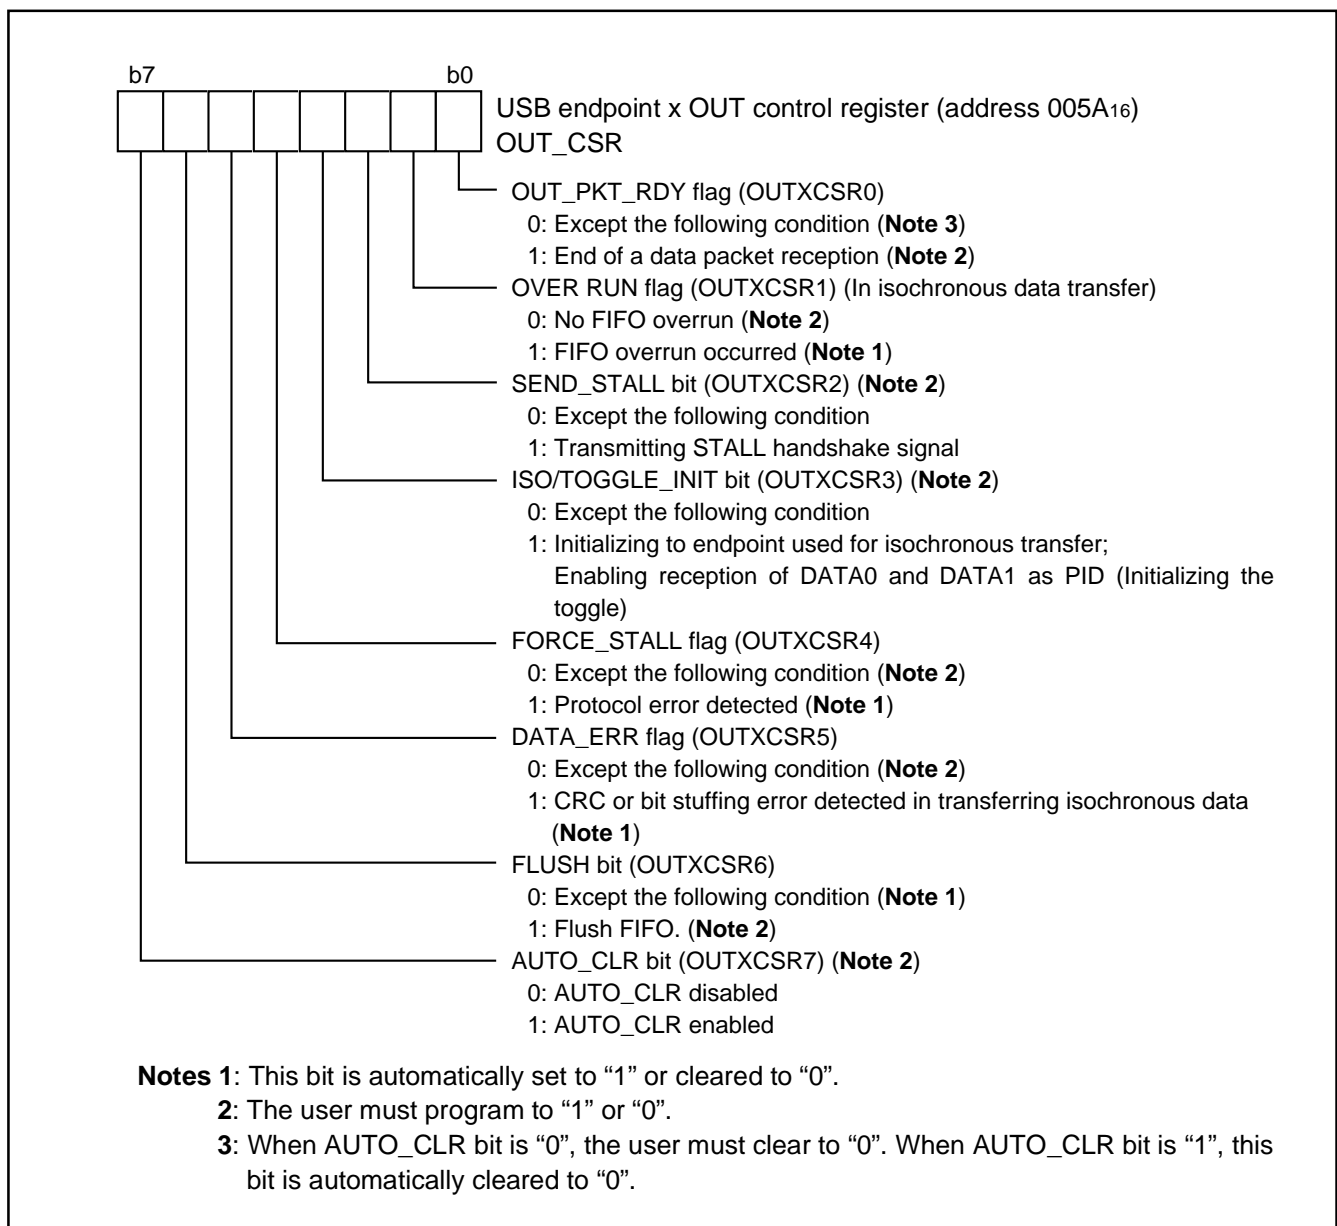 b7 b0
USB endpoint x OUT control register (address 005A16)
OUT_CSR
OUT_PKT_RDY flag (OUTXCSR0)
0: Except the following condition (Note 3)
1: End of a data packet reception (Note 2)
OVER RUN flag (OUTXCSR1) (In isochronous data transfer)
0: No FIFO overrun (Note 2)
1: FIFO overrun occurred (Note 1)
SEND_STALL bit (OUTXCSR2) (Note 2)
0: Except the following condition
1: Transmitting STALL handshake signal
ISO/TOGGLE_INIT bit (OUTXCSR3) (Note 2)
0: Except the following condition
1: Initializing to endpoint used for isochronous transfer;
Enabling reception of DATA0 and DATA1 as PID (Initializing the
toggle)
FORCE_STALL flag (OUTXCSR4)
0: Except the following condition (Note 2)
1: Protocol error detected (Note 1)
DATA_ERR flag (OUTXCSR5)
0: Except the following condition (Note 2)
1: CRC or bit stuffing error detected in transferring isochronous data
(Note 1)
FLUSH bit (OUTXCSR6)
0: Except the following condition (Note 1)
1: Flush FIFO. (Note 2)
AUTO_CLR bit (OUTXCSR7) (Note 2)
0: AUTO_CLR disabled
1: AUTO_CLR enabled
Notes 1: This bit is automatically set to “1” or cleared to “0”.
2: The user must program to “1” or “0”.
3: When AUTO_CLR bit is “0”, the user must clear to “0”. When AUTO_CLR bit is “1”, this
bit is automatically cleared to “0”.